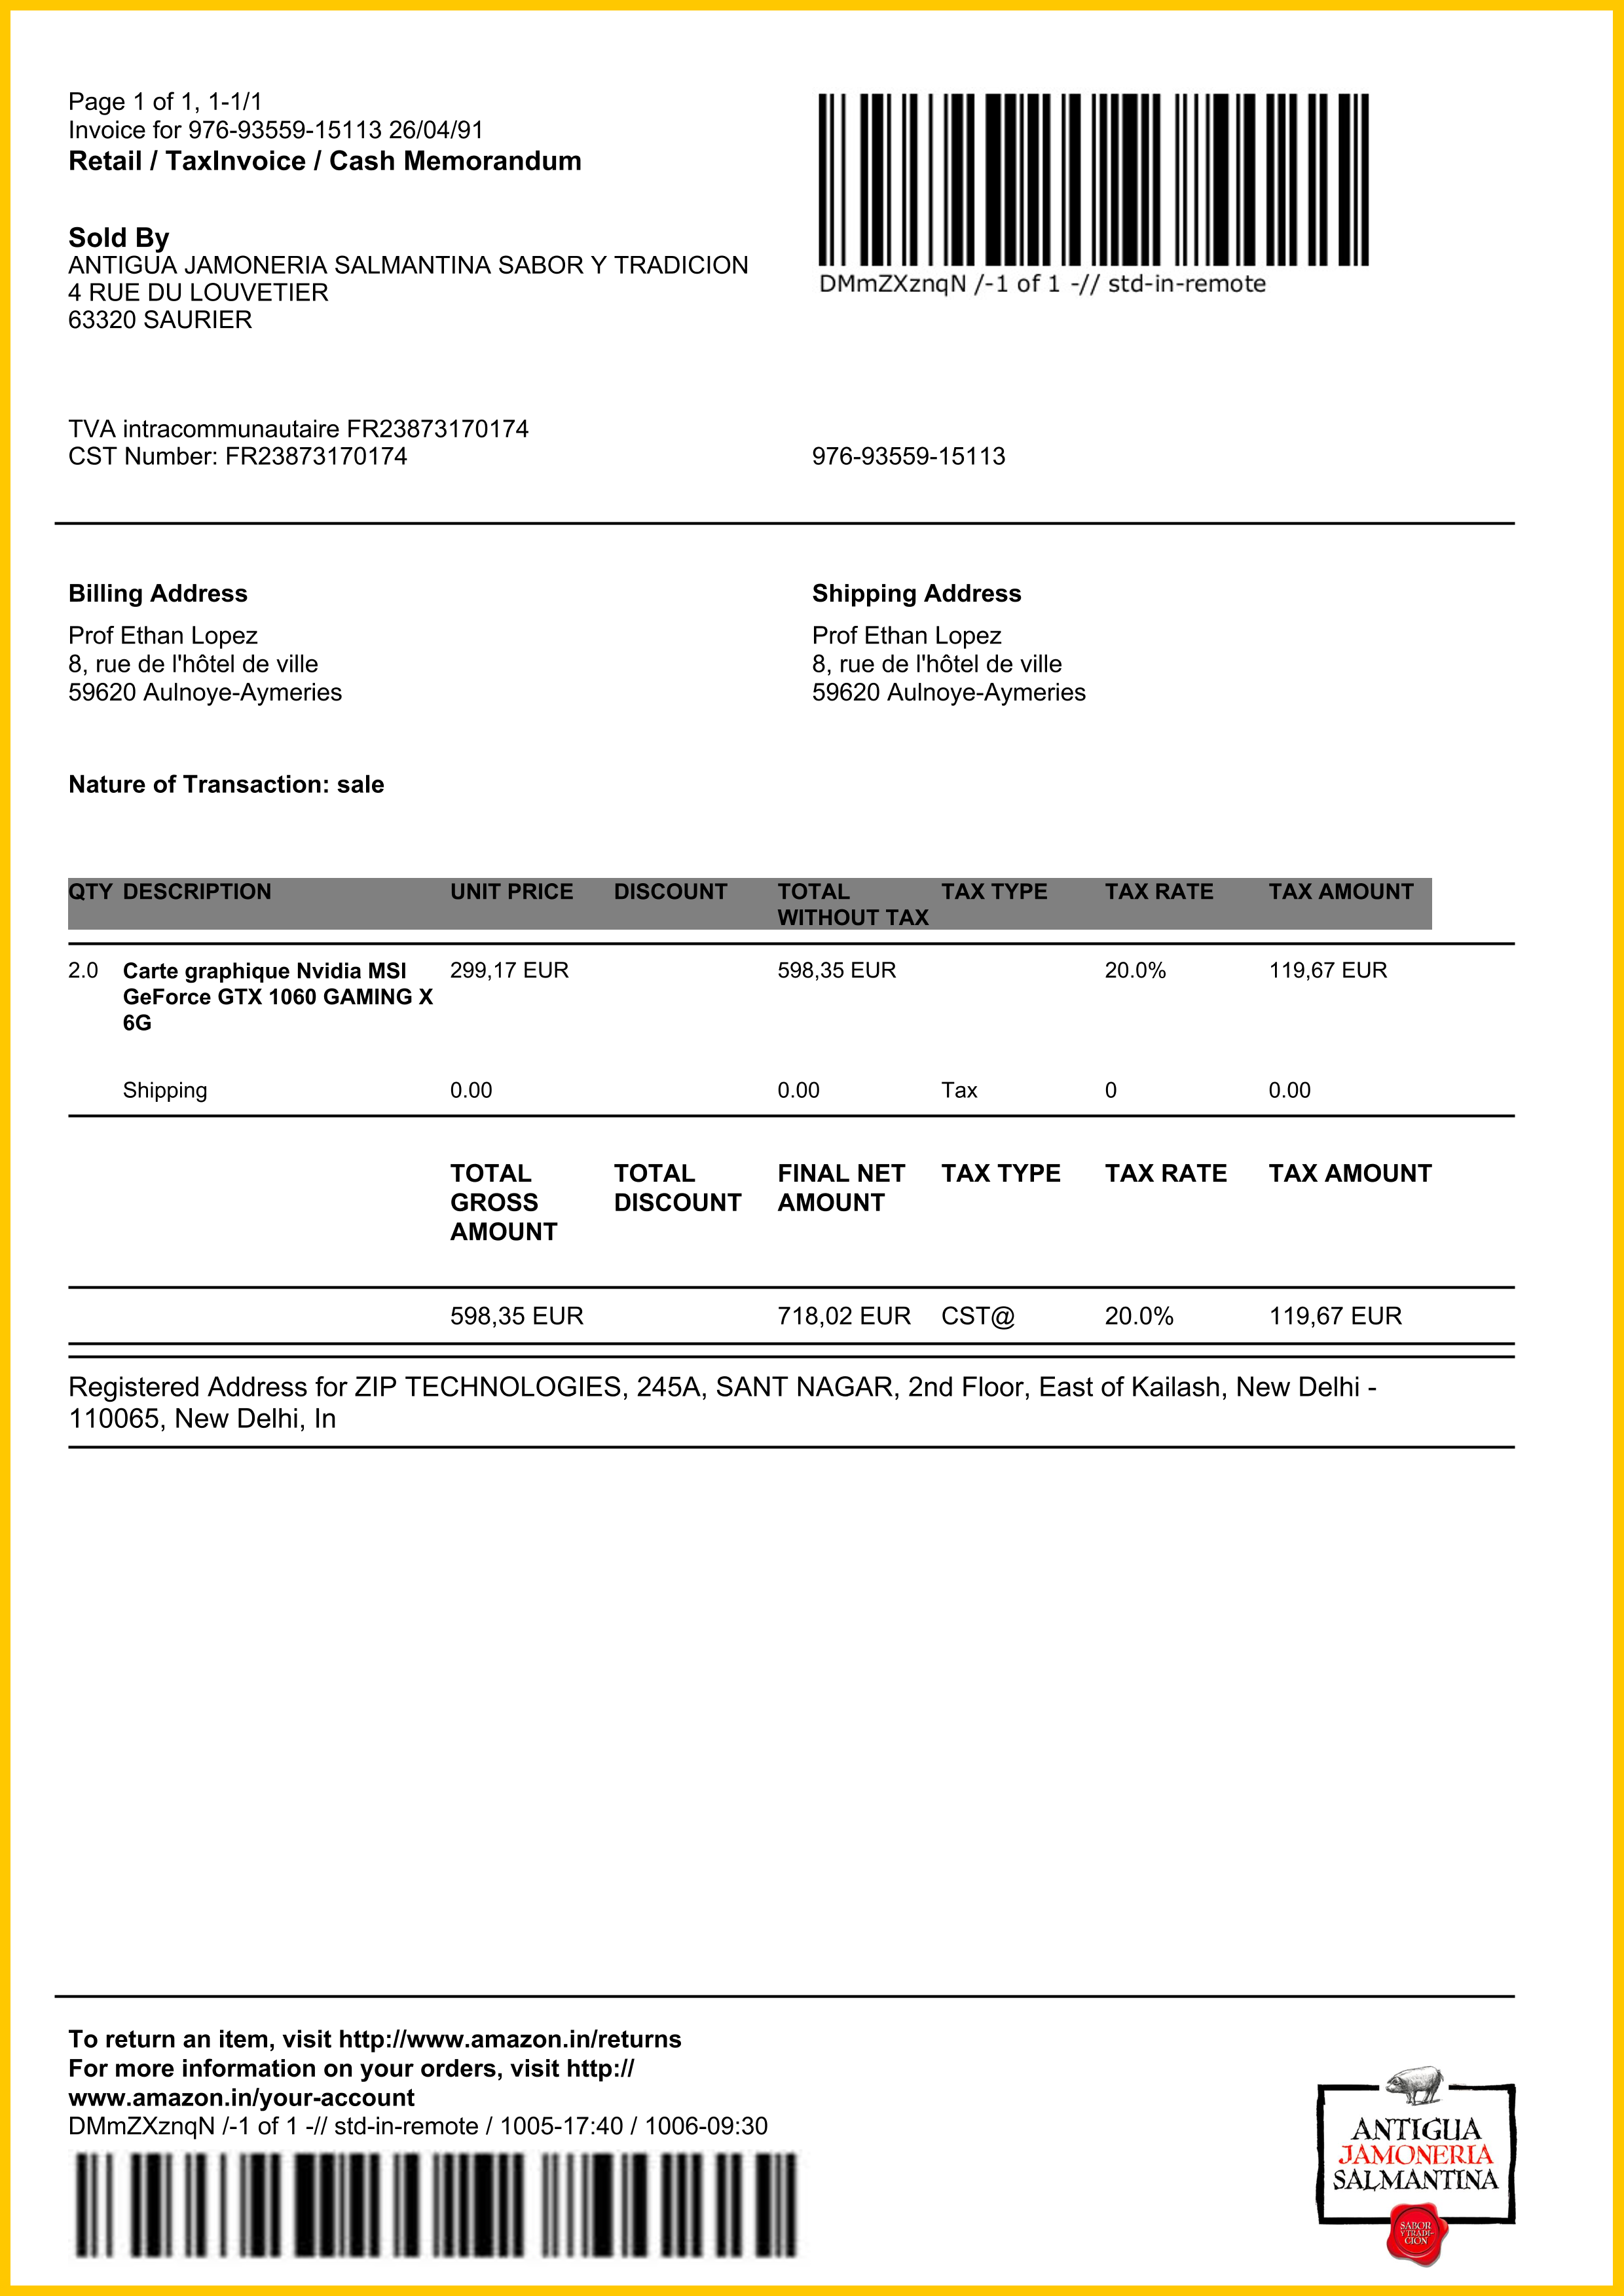 Page 1 of 1, 1-1/1
Invoice for 976-93559-15113 26/04/91
Retail / TaxInvoice / Cash Memorandum
DMmZXznqN /-1 of 1 -// std-in-remote
Sold By
ANTIGUA JAMONERIA SALMANTINA SABOR Y TRADICION
4 RUE DU LOUVETIER
63320 SAURIER
TVA intracommunautaire FR23873170174
CST Number: FR23873170174
976-93559-15113
Billing Address
Prof Ethan Lopez
8, rue de l'hôtel de ville
59620 Aulnoye-Aymeries
Shipping Address
Prof Ethan Lopez
8, rue de l'hôtel de ville
59620 Aulnoye-Aymeries
Nature of Transaction: sale
QTY DESCRIPTION UNIT PRICE DISCOUNT TOTAL TAX TYPE TAX RATE TAX AMOUNT
WITHOUT TAX
2.0 Carte graphique Nvidia MSI 299,17 EUR 598,35 EUR 20.0% 119,67 EUR
GeForce GTX 1060 GAMING X
6G
Shipping 0.00 0.00 Tax 0 0.00
TOTAL TOTAL FINAL NET TAX TYPE TAX RATE TAX AMOUNT
GROSS DISCOUNT AMOUNT
AMOUNT
598,35 EUR 718,02 EUR CST@ 20.0% 119,67 EUR
Registered Address for ZIP TECHNOLOGIES, 245A, SANT NAGAR, 2nd Floor, East of Kailash, New Delhi -
110065, New Delhi, In
To return an item, visit http://www.amazon.in/returns
For more information on your orders, visit http://
www.amazon.in/your-account
DMmZXznqN /-1 of 1 -// std-in-remote / 1005-17:40 / 1006-09:30
ANTIGUA
JAMONERIA
SALMANTINA
SABOR
Y TRADI-
CION